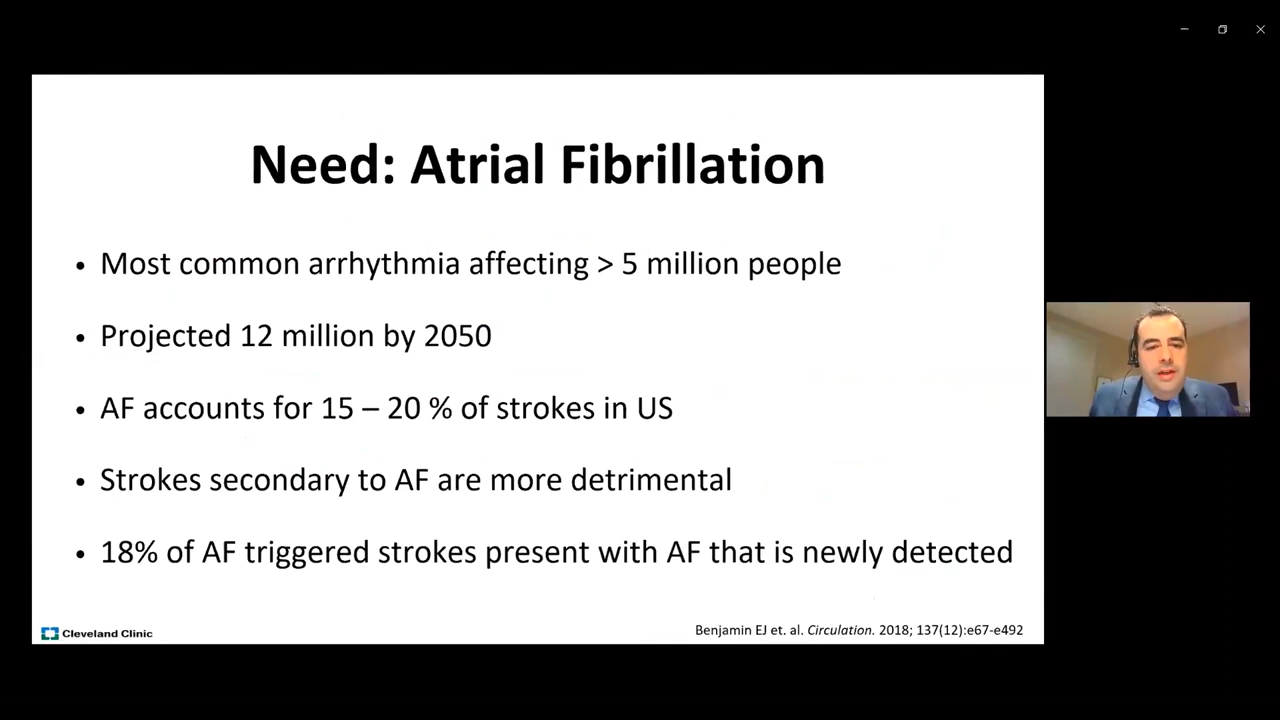 Need: Atrial Fibrillation
• Most common arrhythmia affecting > 5 million people
• Projected 12 million by 2050
• AF accounts for 15 – 20 % of strokes in US
• Strokes secondary to AF are more detrimental
• 18% of AF triggered strokes present with AF that is newly detected
Cleveland Clinic
Benjamin EJ et. al. Circulation. 2018; 137(12):e67-e492